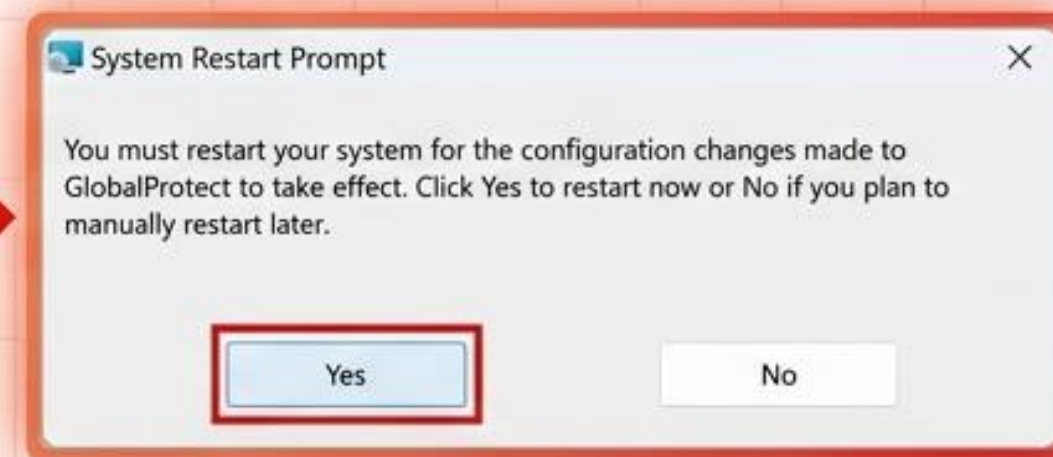 System Restart Prompt
You must restart your system for the configuration changes made to
GlobalProtect to take effect. Click Yes to restart now or No if you plan to
manually restart later.
Yes
No